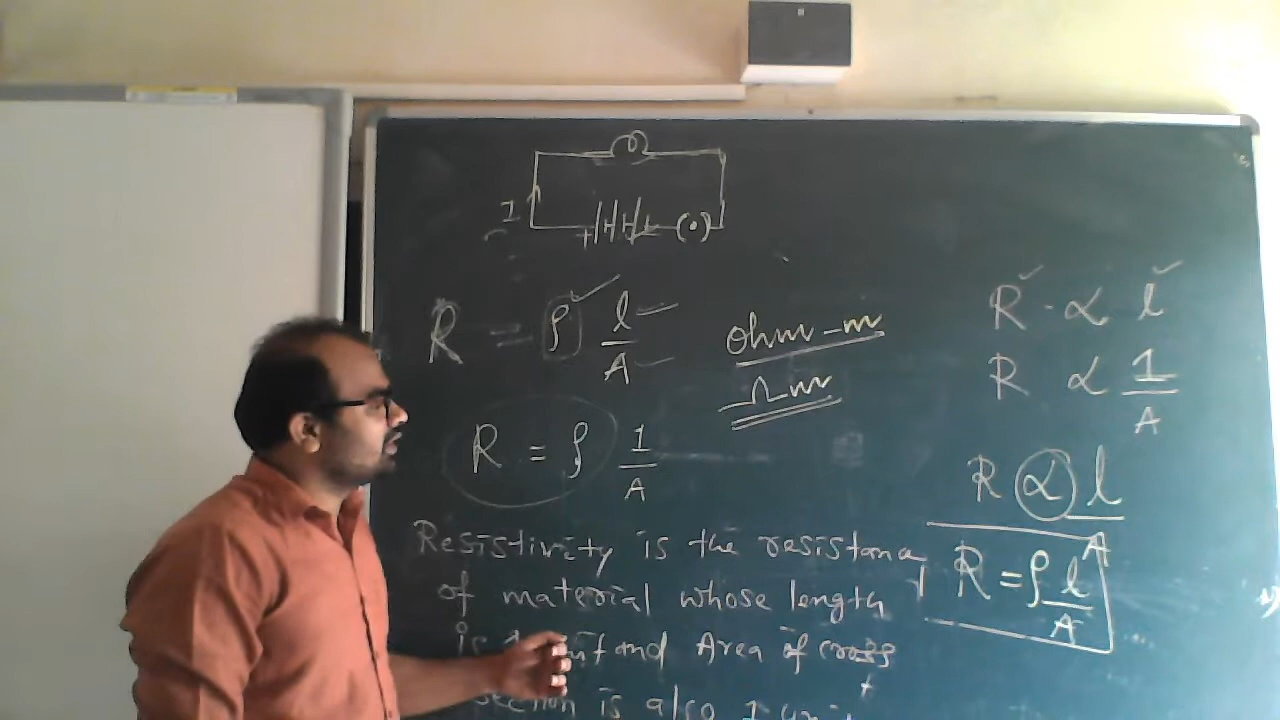 I
+
R = ρ l/A
ohm-m
Ωm
R = ρ 1/A
Resistivity is the resistance
of material whose length
is unit and Area of cross
section is also 1 unit
R α l
R α 1/A
R α l/A
R = ρ l/A